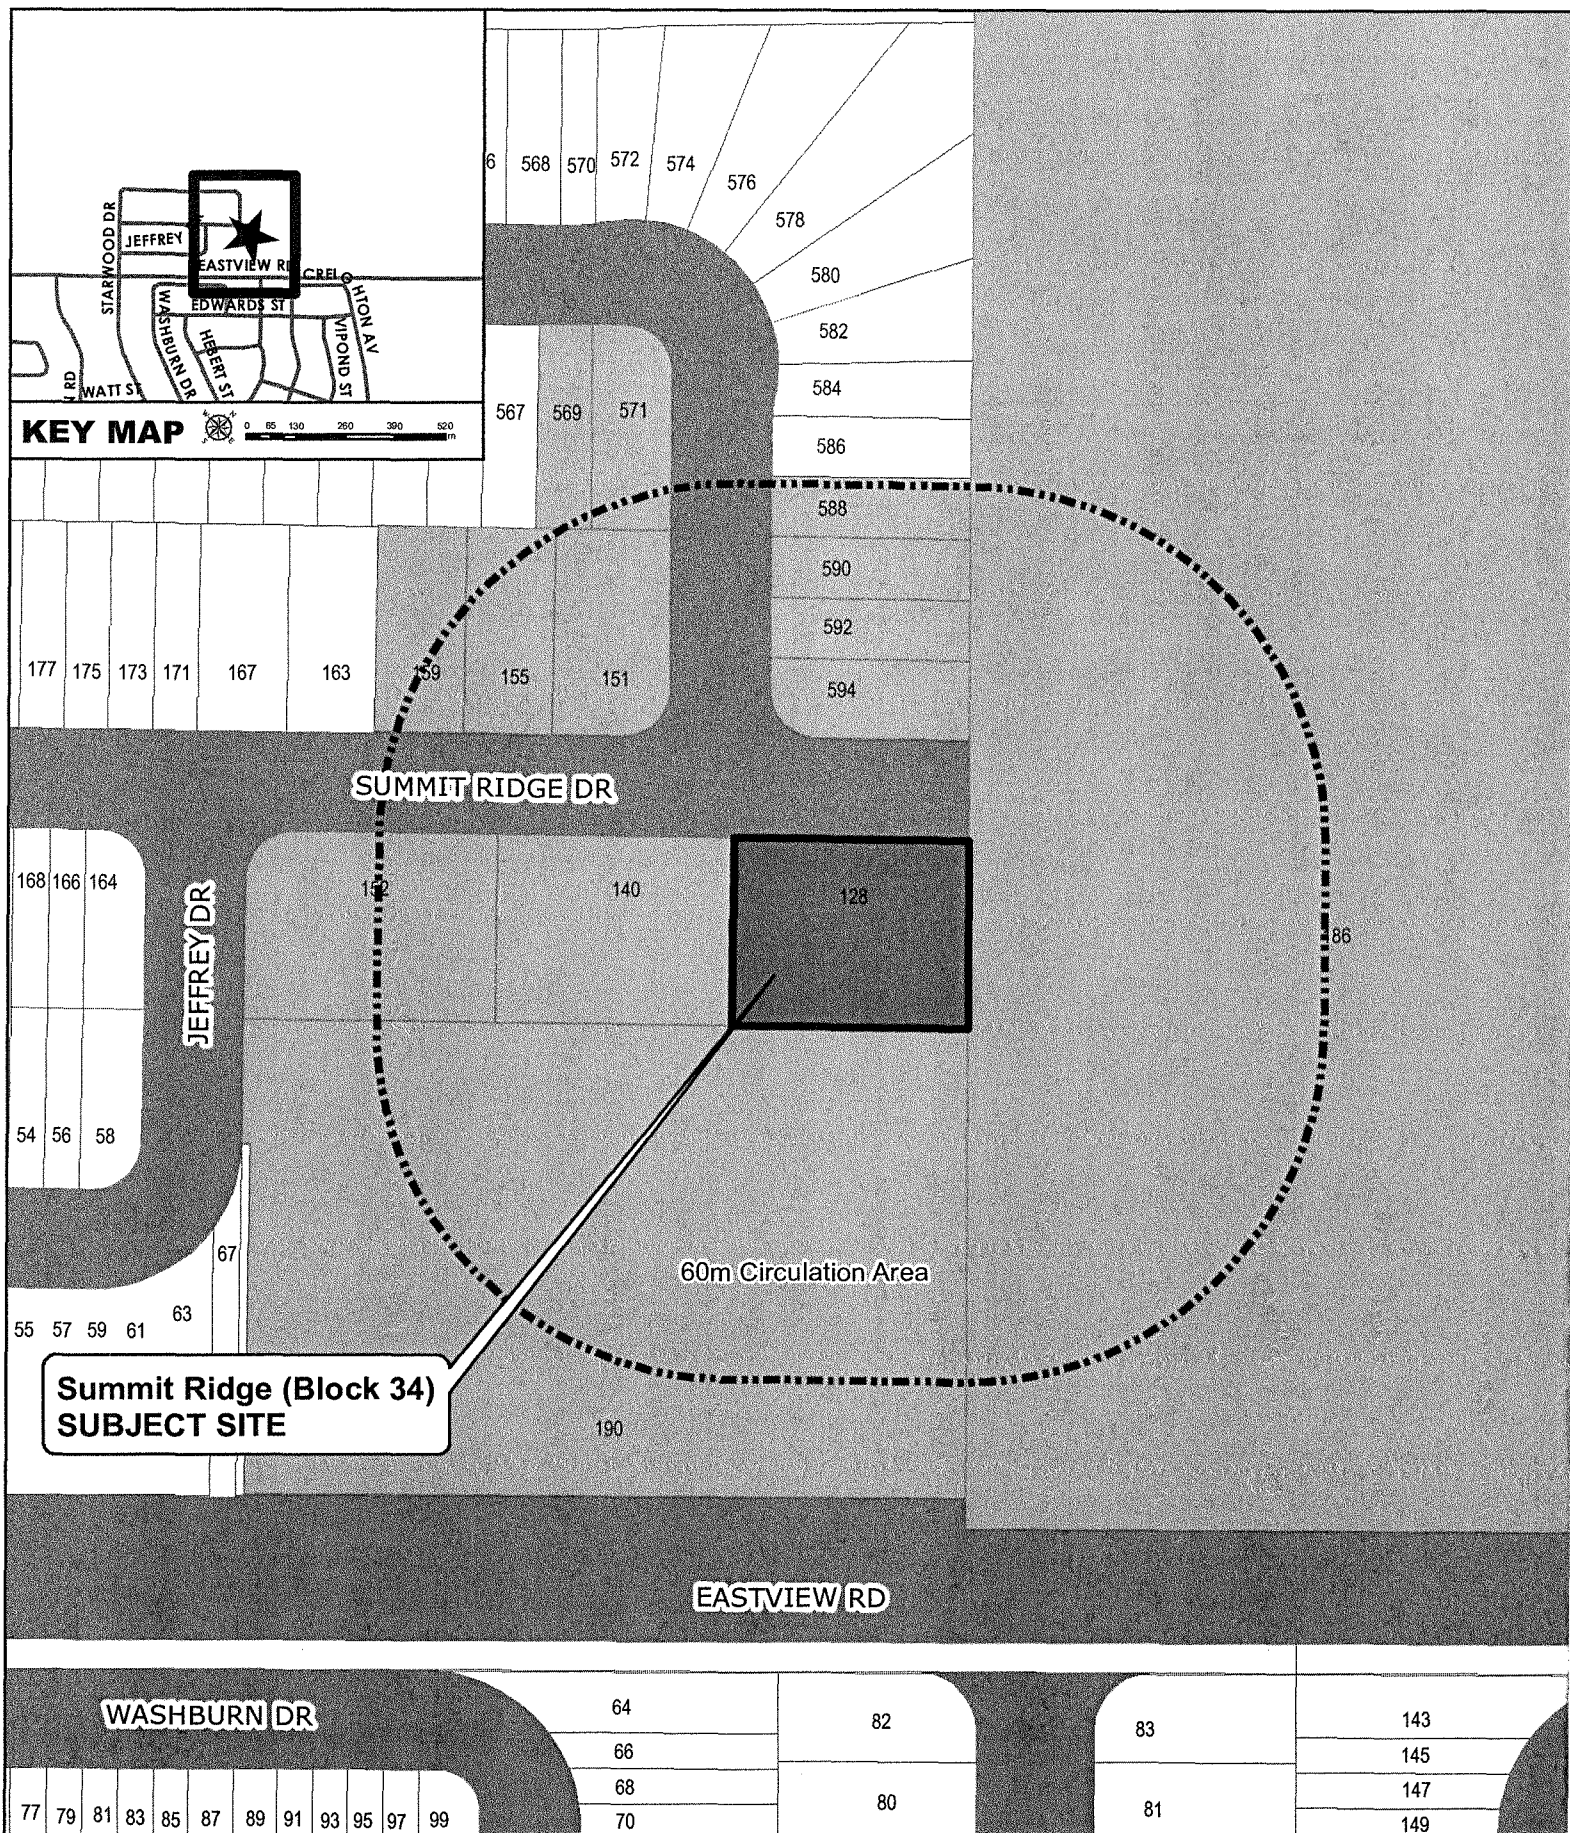 STARWOOD DR
JEFFREY
EASTVIEW RD
EDWARDS ST
WASHBURN DR
HEBERT ST
VIPOND ST
HTON AV
WATT ST
KEY MAP
0 65 130 260 390 520
m
6 568 570 572 574
576
578
580
582
584
586
567 569 571
588
590
592
594
177 175 173 171 167 163 159 155 151
SUMMIT RIDGE DR
168 166 164
152 140 128
86
JEFFREY DR
54 56 58
67
60m Circulation Area
63
55 57 59 61
Summit Ridge (Block 34)
SUBJECT SITE
190
EASTVIEW RD
WASHBURN DR
64
66
68
70
82
80
83
81
143
145
147
149
77 79 81 83 85 87 89 91 93 95 97 99